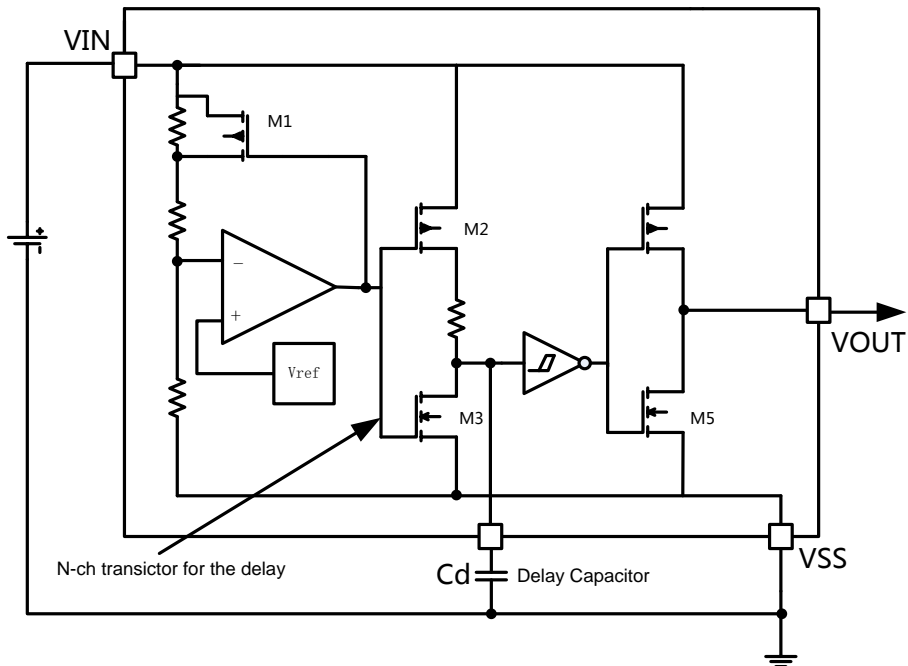 VIN
M1
M2
−
+
Vref
VOUT
M3
M5
N-ch transictor for the delay
VSS
Cd
Delay Capacitor